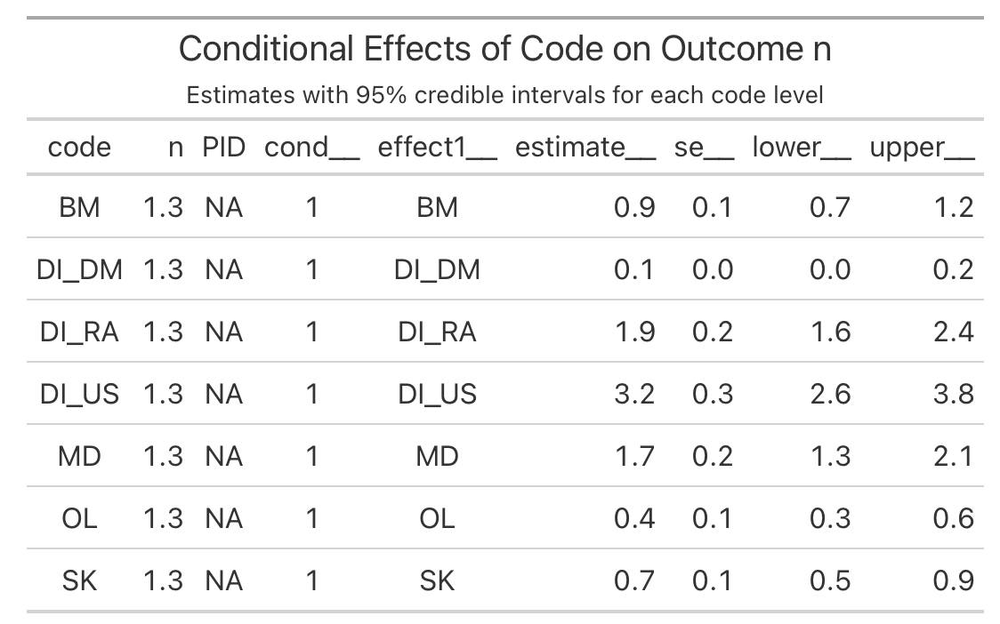 Conditional Effects of Code on Outcome n
Estimates with 95% credible intervals for each code level
code n PID cond__ effect1__ estimate__ se__ lower__ upper__
BM 1.3 NA 1 BM 0.9 0.1 0.7 1.2
DI_DM 1.3 NA 1 DI_DM 0.1 0.0 0.0 0.2
DI_RA 1.3 NA 1 DI_RA 1.9 0.2 1.6 2.4
DI_US 1.3 NA 1 DI_US 3.2 0.3 2.6 3.8
MD 1.3 NA 1 MD 1.7 0.2 1.3 2.1
OL 1.3 NA 1 OL 0.4 0.1 0.3 0.6
SK 1.3 NA 1 SK 0.7 0.1 0.5 0.9